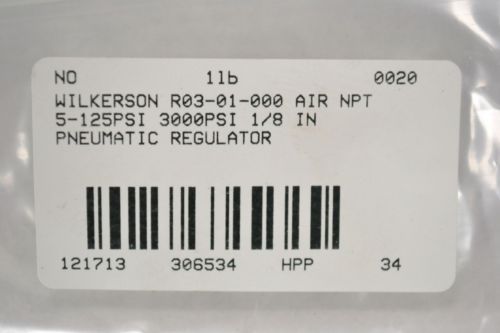 NO 1lb 0020
WILKERSON R03-01-000 AIR NPT
5-125PSI 3000PSI 1/8 IN
PNEUMATIC REGULATOR
121713 306534 HPP 34